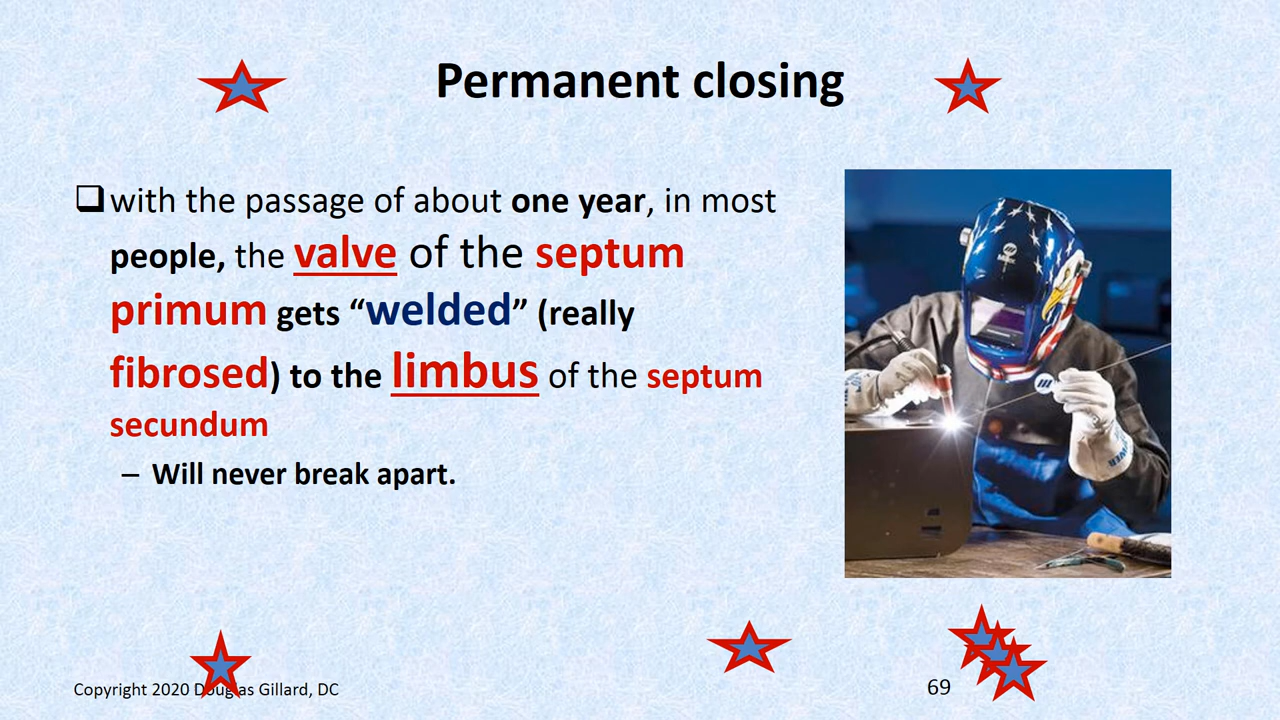 Permanent closing
with the passage of about one year, in most
people, the valve of the septum
primum gets “welded” (really
fibrosed) to the limbus of the septum
secundum
– Will never break apart.
Copyright 2020 Douglas Gillard, DC
69